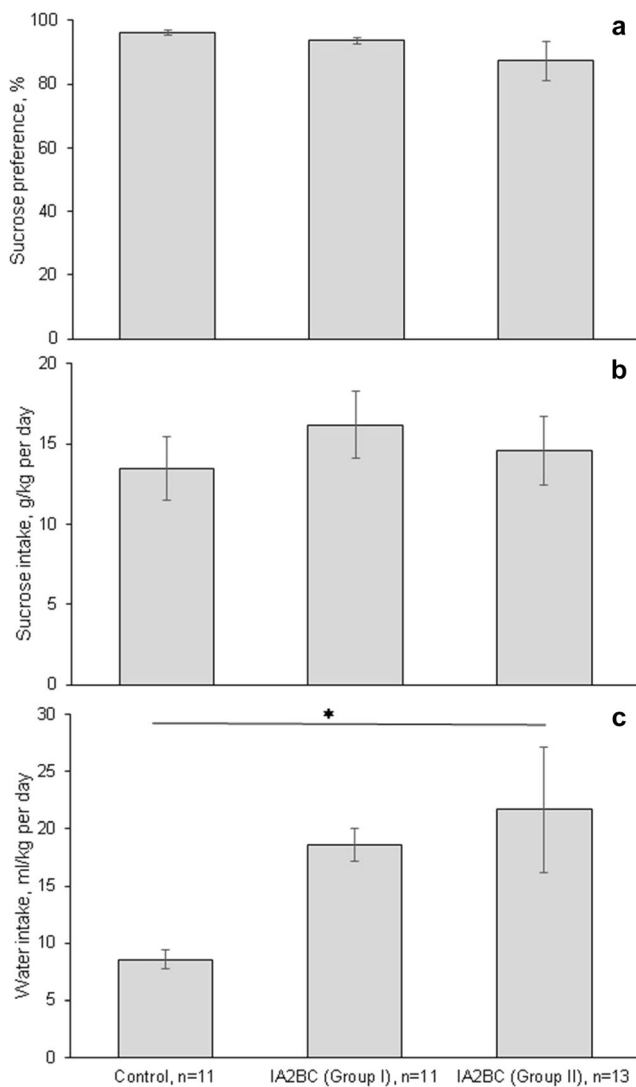 a
Sucrose preference, %
100
80
60
40
20
0
b
Sucrose intake, g/kg per day
20
15
10
5
0
c
*
Water intake, ml/kg per day
30
25
20
15
10
5
0
Control, n=11
IA2BC (Group I), n=11
IA2BC (Group II), n=13